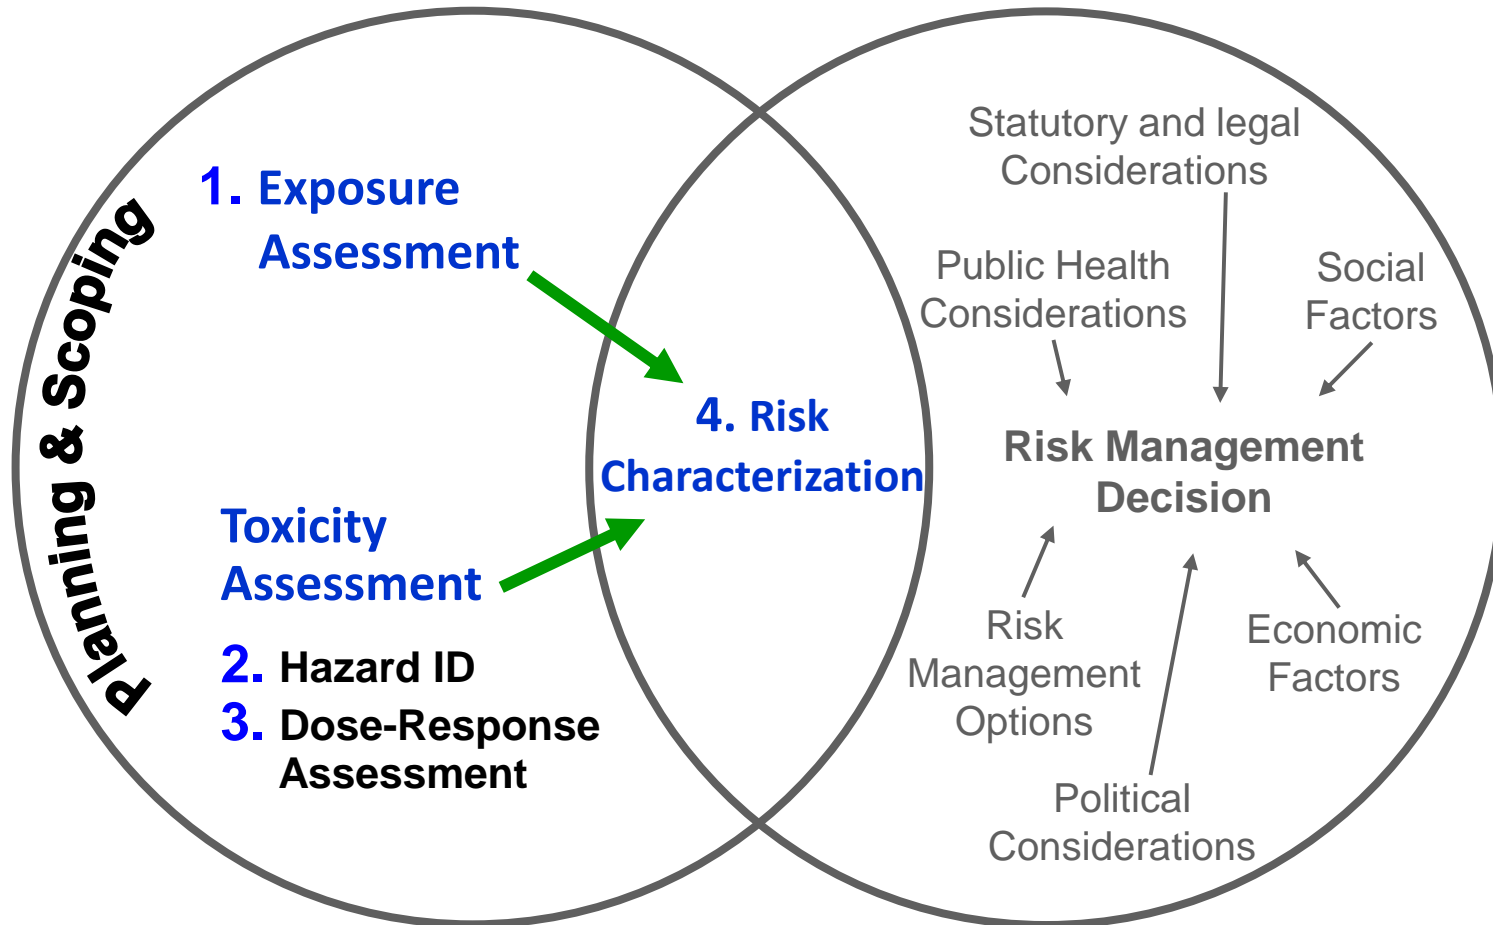 Planning & Scoping
1. Exposure
Assessment
Toxicity
Assessment
2. Hazard ID
3. Dose-Response
Assessment
4. Risk
Characterization
Statutory and legal
Considerations
Public Health
Considerations
Social
Factors
Risk Management
Decision
Risk
Management
Options
Economic
Factors
Political
Considerations